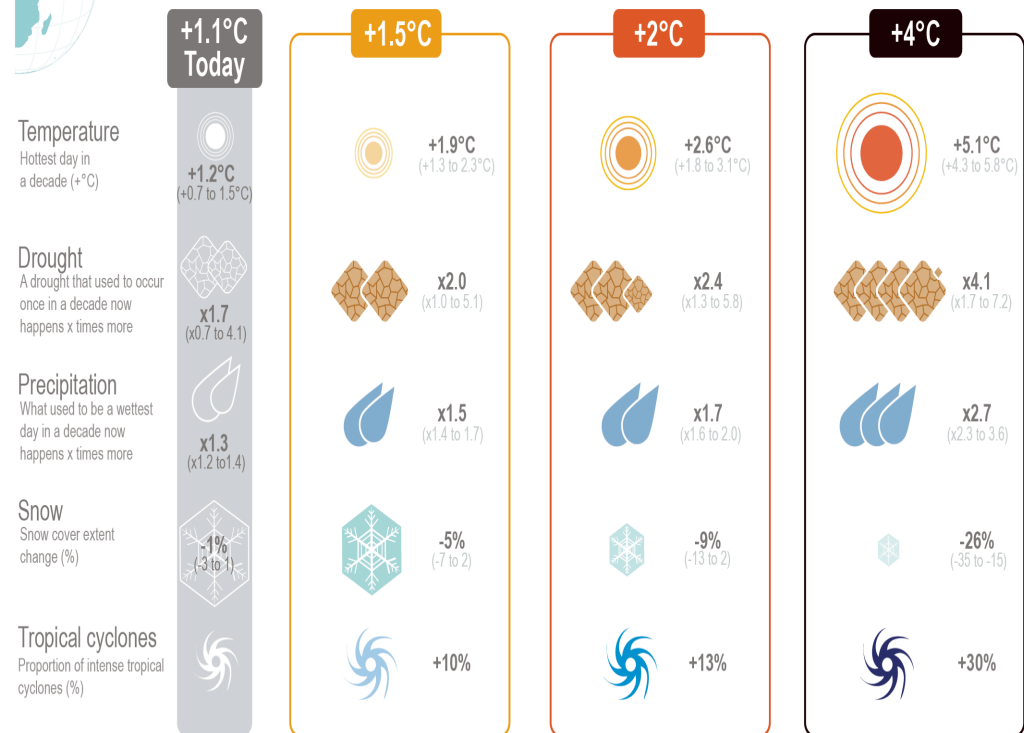 +1.1°C
Today
+1.5°C
+2°C
+4°C
Temperature
Hottest day in
a decade (+°C)
+1.2°C
(+0.7 to 1.5°C)
+1.9°C
(+1.3 to 2.3°C)
+2.6°C
(+1.8 to 3.1°C)
+5.1°C
(+4.3 to 5.8°C)
Drought
A drought that used to occur
once in a decade now
happens x times more
x1.7
(x0.7 to 4.1)
x2.0
(x1.0 to 5.1)
x2.4
(x1.3 to 5.8)
x4.1
(x1.7 to 7.2)
Precipitation
What used to be a wettest
day in a decade now
happens x times more
x1.3
(x1.2 to1.4)
x1.5
(x1.4 to 1.7)
x1.7
(x1.6 to 2.0)
x2.7
(x2.3 to 3.6)
Snow
Snow cover extent
change (%)
-1%
(-3 to 1)
-5%
(-7 to 2)
-9%
(-13 to 2)
-26%
(-35 to -15)
Tropical cyclones
Proportion of intense tropical
cyclones (%)
+10%
+13%
+30%